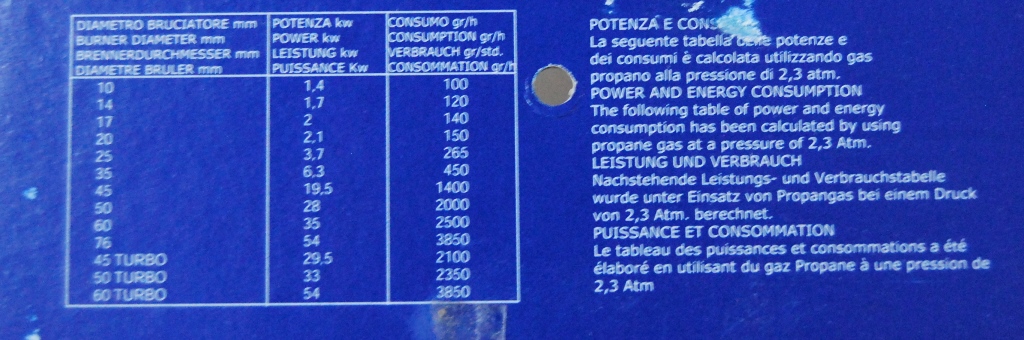 DIAMETRO BRUCIATORE mm POTENZA kw CONSUMO gr/h
BURNER DIAMETER mm POWER kw CONSUMPTION gr/h
BRENNERDURCHMESSER mm LEISTUNG kw VERBRAUCH gr/std.
DIAMETRE BRULER mm PUISSANCE Kw CONSOMMATION gr/h
10 1,4 100
14 1,7 120
17 2 140
20 2,1 150
25 3,7 265
35 6,3 450
45 19,5 1400
50 28 2000
60 35 2500
76 54 3850
45 TURBO 29,5 2100
50 TURBO 33 2350
60 TURBO 54 3850
POTENZA E
La seguente tabella potenze e
dei consumi è calcolata utilizzando gas
propano alla pressione di 2,3 atm.
POWER AND ENERGY CONSUMPTION
The following table of power and energy
consumption has been calculated by using
propane gas at a pressure of 2,3 Atm.
LEISTUNG UND VERBRAUCH
Nachstehende Leistungs- und Verbrauchstabelle
wurde unter Einsatz von Propangas bei einem Druck
von 2,3 Atm. berechnet.
PUISSANCE ET CONSOMMATION
Le tableau des puissances et consommations a été
élaboré en utilisant du gaz Propane à une pression de
2,3 Atm